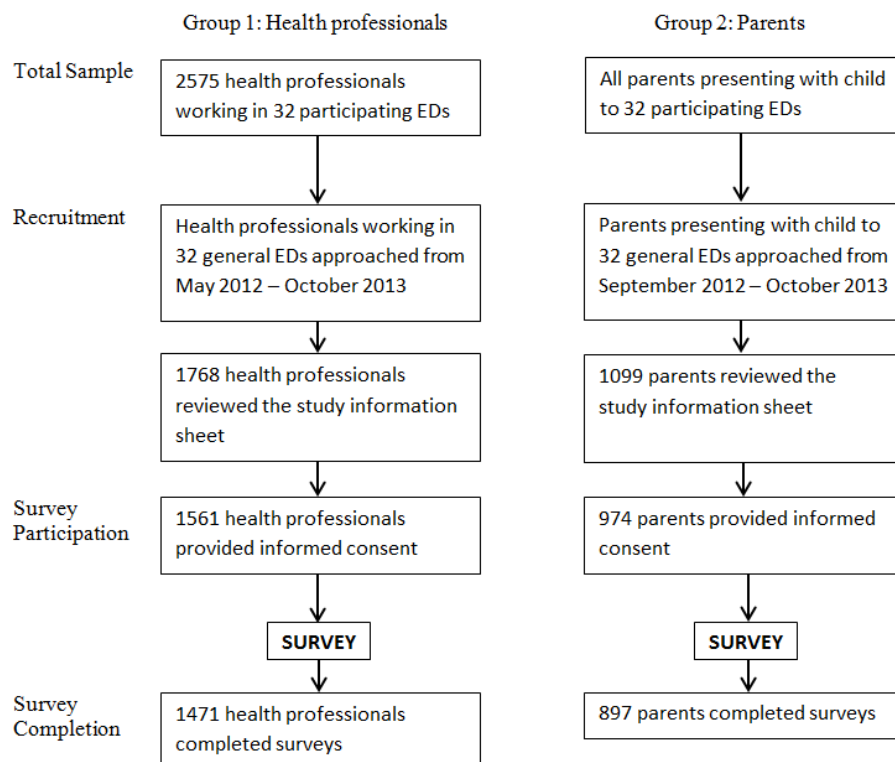 Group 1: Health professionals
Group 2: Parents
Total Sample
2575 health professionals
working in 32 participating EDs
All parents presenting with child
to 32 participating EDs
Recruitment
Health professionals working in
32 general EDs approached from
May 2012 – October 2013
Parents presenting with child to
32 general EDs approached from
September 2012 – October 2013
1768 health professionals
reviewed the study information
sheet
1099 parents reviewed the
study information sheet
Survey
Participation
1561 health professionals
provided informed consent
974 parents provided informed
consent
SURVEY
SURVEY
Survey
Completion
1471 health professionals
completed surveys
897 parents completed surveys